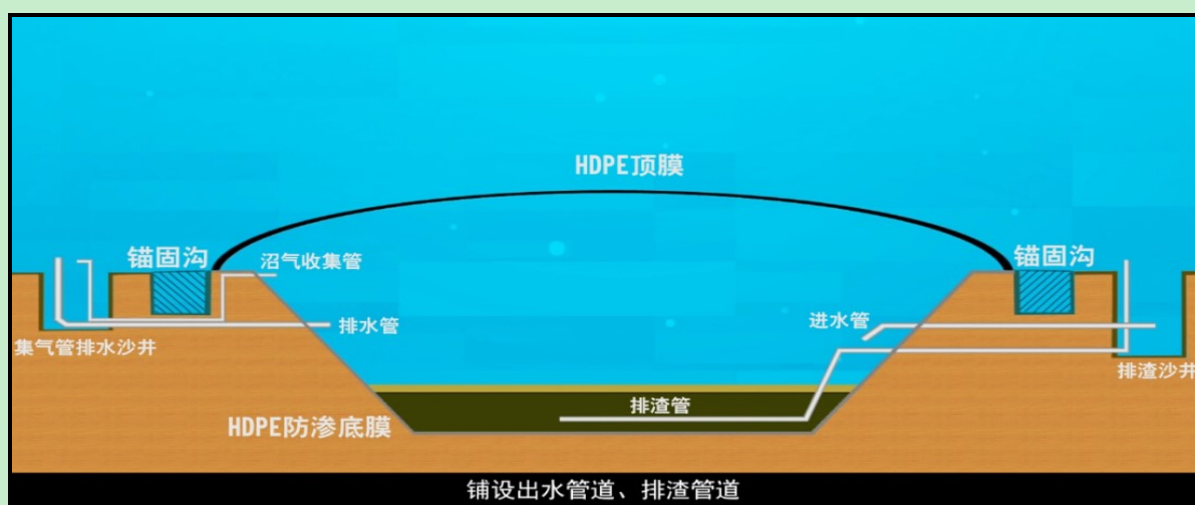 HDPE顶膜
锚固沟
沼气收集管
锚固沟
排水管
进水管
集气管排水沙井
排渣沙井
排渣管
HDPE防渗底膜
铺设出水管道、排渣管道